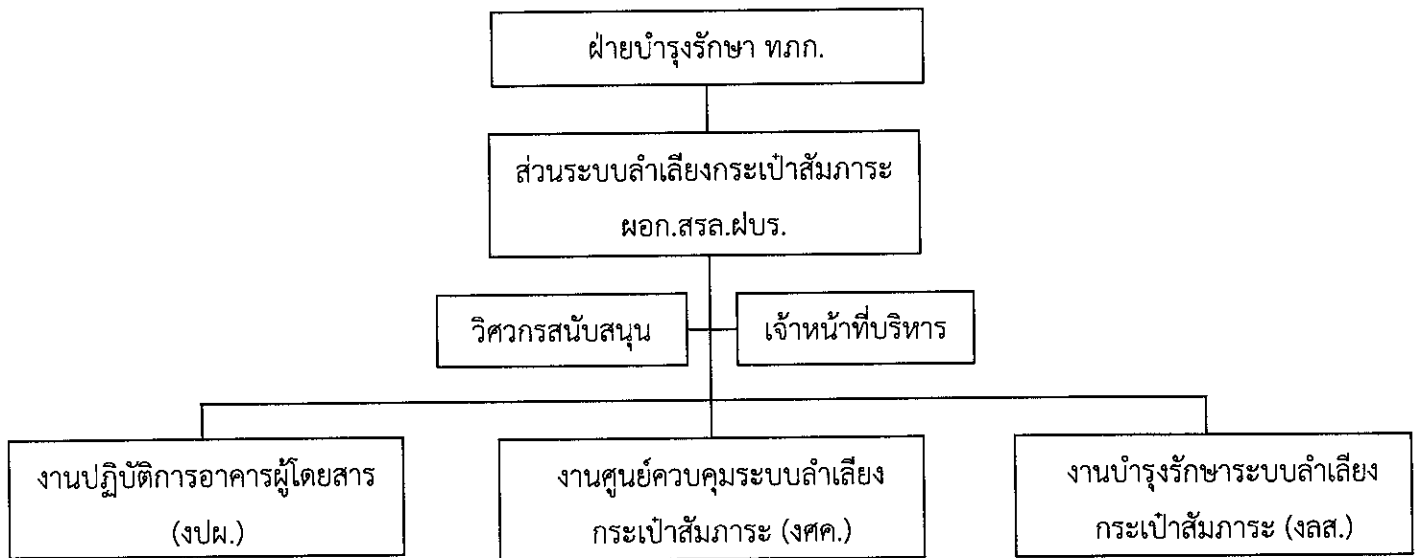 ฝ่ายบำรุงรักษา ทภก.
ส่วนระบบลำเลียงกระเป๋าสัมภาระ
ผอก.สรล.ฝบร.
วิศวกรสนับสนุน
เจ้าหน้าที่บริหาร
งานปฏิบัติการอาคารผู้โดยสาร
(งปผ.)
งานศูนย์ควบคุมระบบลำเลียง
กระเป๋าสัมภาระ (งศค.)
งานบำรุงรักษาระบบลำเลียง
กระเป๋าสัมภาระ (งลส.)